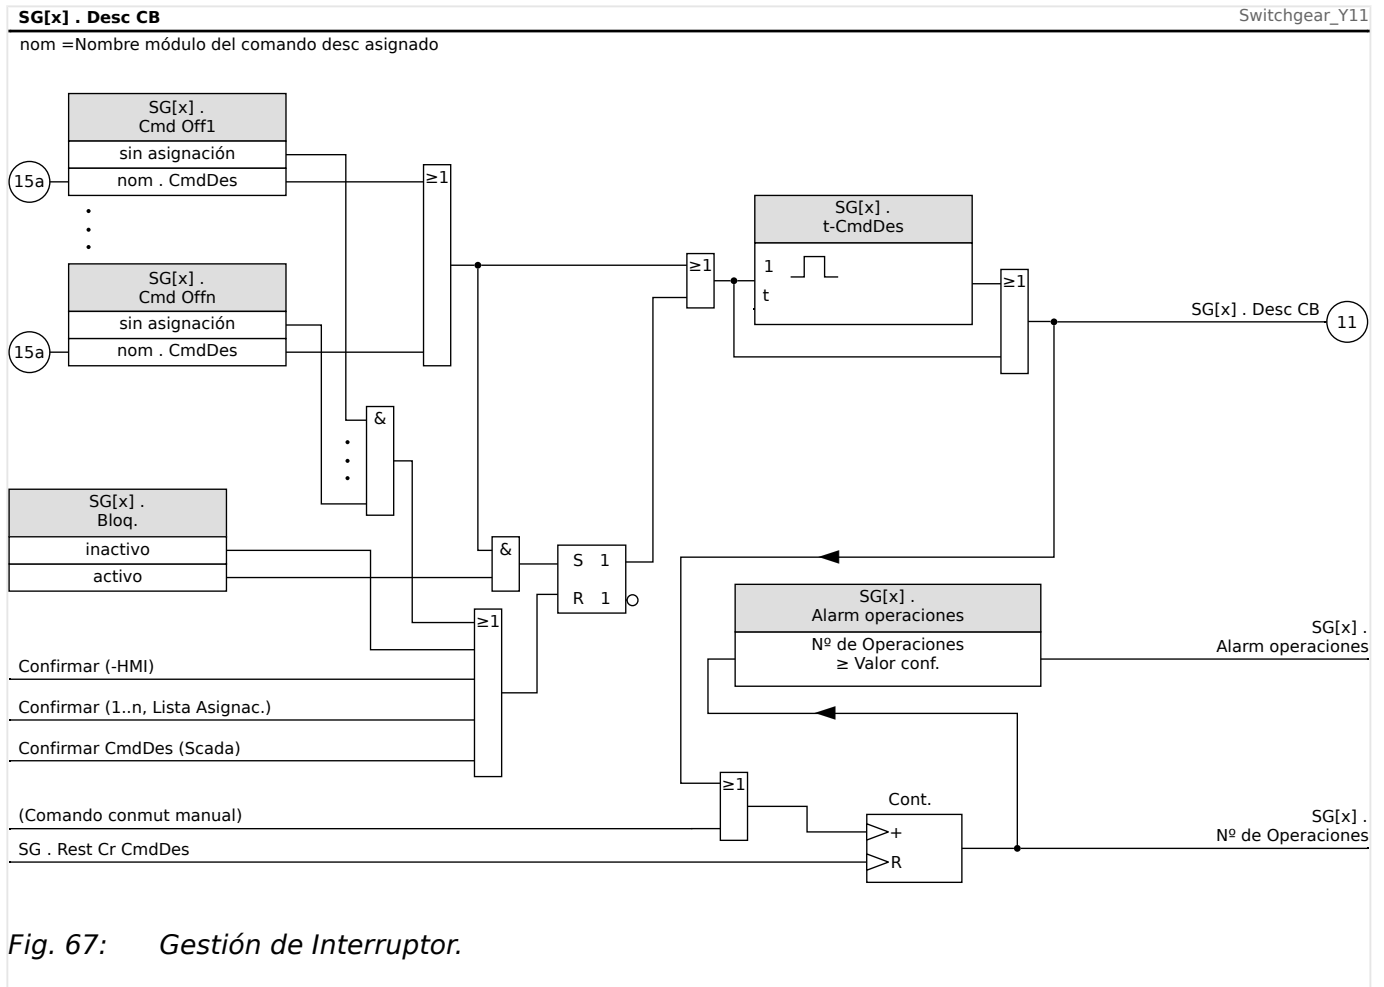 SG[x] . Desc CB
Switchgear_Y11
nom =Nombre módulo del comando desc asignado
SG[x] .
Cmd Off1
sin asignación
15a
nom . CmdDes
≥1
SG[x] .
t-CmdDes
SG[x] .
Cmd Offn
sin asignación
15a
nom . CmdDes
≥1
1
t
≥1
SG[x] . Desc CB
11
&
SG[x] .
Bloq.
inactivo
activo
&
S 1
R 1
≥1
SG[x] .
Alarm operaciones
Nº de Operaciones
≥ Valor conf.
SG[x] .
Alarm operaciones
Confirmar (-HMI)
Confirmar (1..n, Lista Asignac.)
Confirmar CmdDes (Scada)
≥1
(Comando conmut manual)
SG . Rest Cr CmdDes
Cont.
+
R
SG[x] .
Nº de Operaciones
Fig. 67: Gestión de Interruptor.